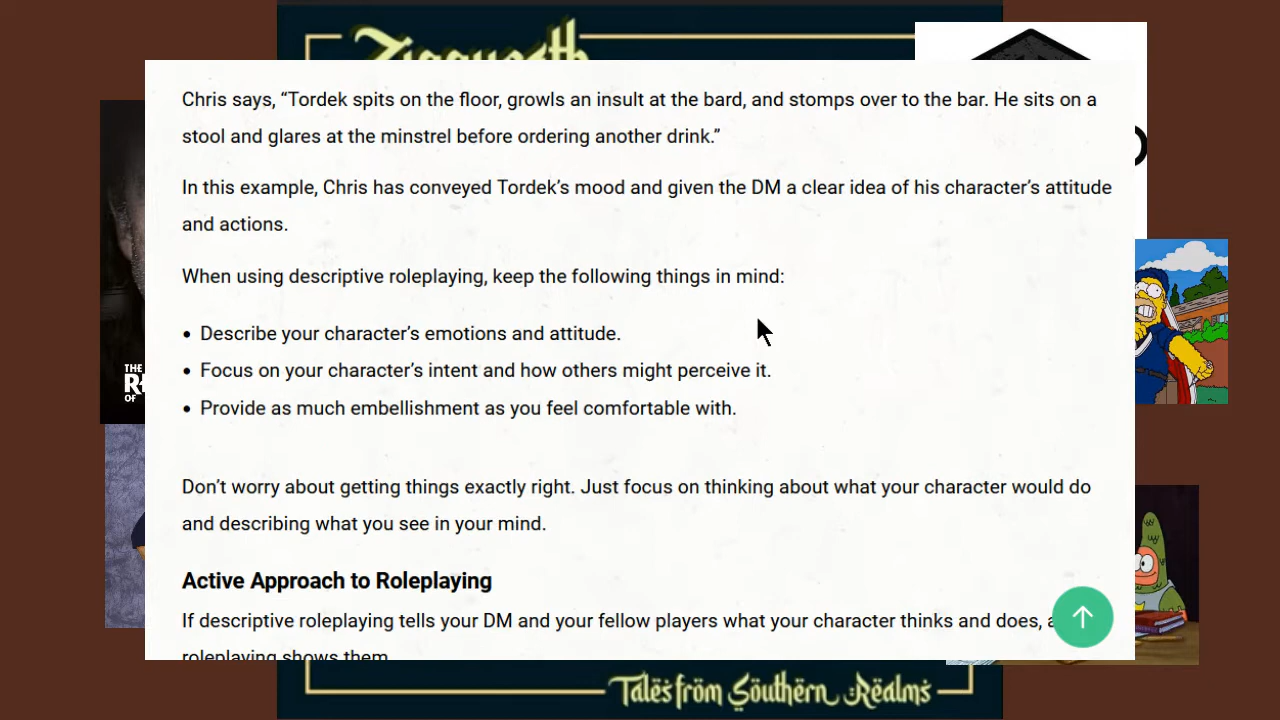 Chris says, “Tordek spits on the floor, growls an insult at the bard, and stomps over to the bar. He sits on a
stool and glares at the minstrel before ordering another drink.”
In this example, Chris has conveyed Tordek’s mood and given the DM a clear idea of his character’s attitude
and actions.
When using descriptive roleplaying, keep the following things in mind:
• Describe your character’s emotions and attitude.
• Focus on your character’s intent and how others might perceive it.
• Provide as much embellishment as you feel comfortable with.
Don’t worry about getting things exactly right. Just focus on thinking about what your character would do
and describing what you see in your mind.
Active Approach to Roleplaying
If descriptive roleplaying tells your DM and your fellow players what your character thinks and does,
roleplaying shows them
THE
OF
Tales from Southern Realms